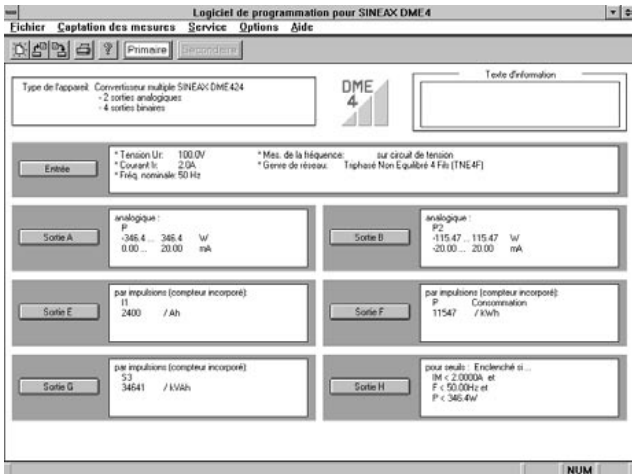 Logiciel de programmation pour SINEAX DME4
Fichier Captation des mesures Service Options Aide
Primaire Secondaire
Type de l'appareil: Convertisseur multiple SINEAX DME424
- 2 sorties analogiques
- 4 sorties binaires
DME
4
Texte d'information
Entrée
* Tension Ur: 100.0V * Mes. de la fréquence: sur circuit de tension
* Courant Ir: 2.0A * Genre de réseau: Triphasé Non Equilibré 4 Fils (TNE4F)
* Fréq. nominale: 50 Hz
Sortie A
analogique :
P
-346.4 ... 346.4 W
0.00 ... 20.00 mA
Sortie B
analogique :
P2
-115.47 ... 115.47 W
-20.00 ... 20.00 mA
Sortie E
par impulsions (compteur incorporé):
I1
2400 / Ah
Sortie F
par impulsions (compteur incorporé):
P Consommation
11547 / kWh
Sortie G
par impulsions (compteur incorporé):
S3
34641 / kVAh
Sortie H
pour seuils : Enclenché si...
IM < 2.0000A et
F < 50.00Hz et
P < 346.4W
NUM